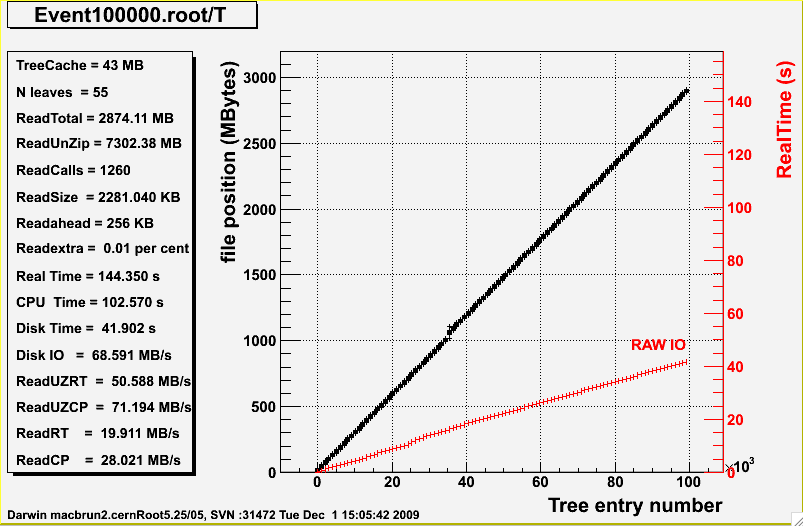 Event100000.root/T
TreeCache = 43 MB
N leaves = 55
ReadTotal = 2874.11 MB
ReadUnZip = 7302.38 MB
ReadCalls = 1260
ReadSize = 2281.040 KB
Readahead = 256 KB
Readextra = 0.01 per cent
Real Time = 144.350 s
CPU Time = 102.570 s
Disk Time = 41.902 s
Disk IO = 68.591 MB/s
ReadUZRT = 50.588 MB/s
ReadUZCP = 71.194 MB/s
ReadRT = 19.911 MB/s
ReadCP = 28.021 MB/s
file position (MBytes)
3000
2500
2000
1500
1000
500
0
RealTime (s)
140
120
100
80
60
40
20
0
RAW IO
0 20 40 60 80 100
×10³
Tree entry number
Darwin macbrun2.cernRoot5.25/05, SVN :31472 Tue Dec 1 15:05:42 2009